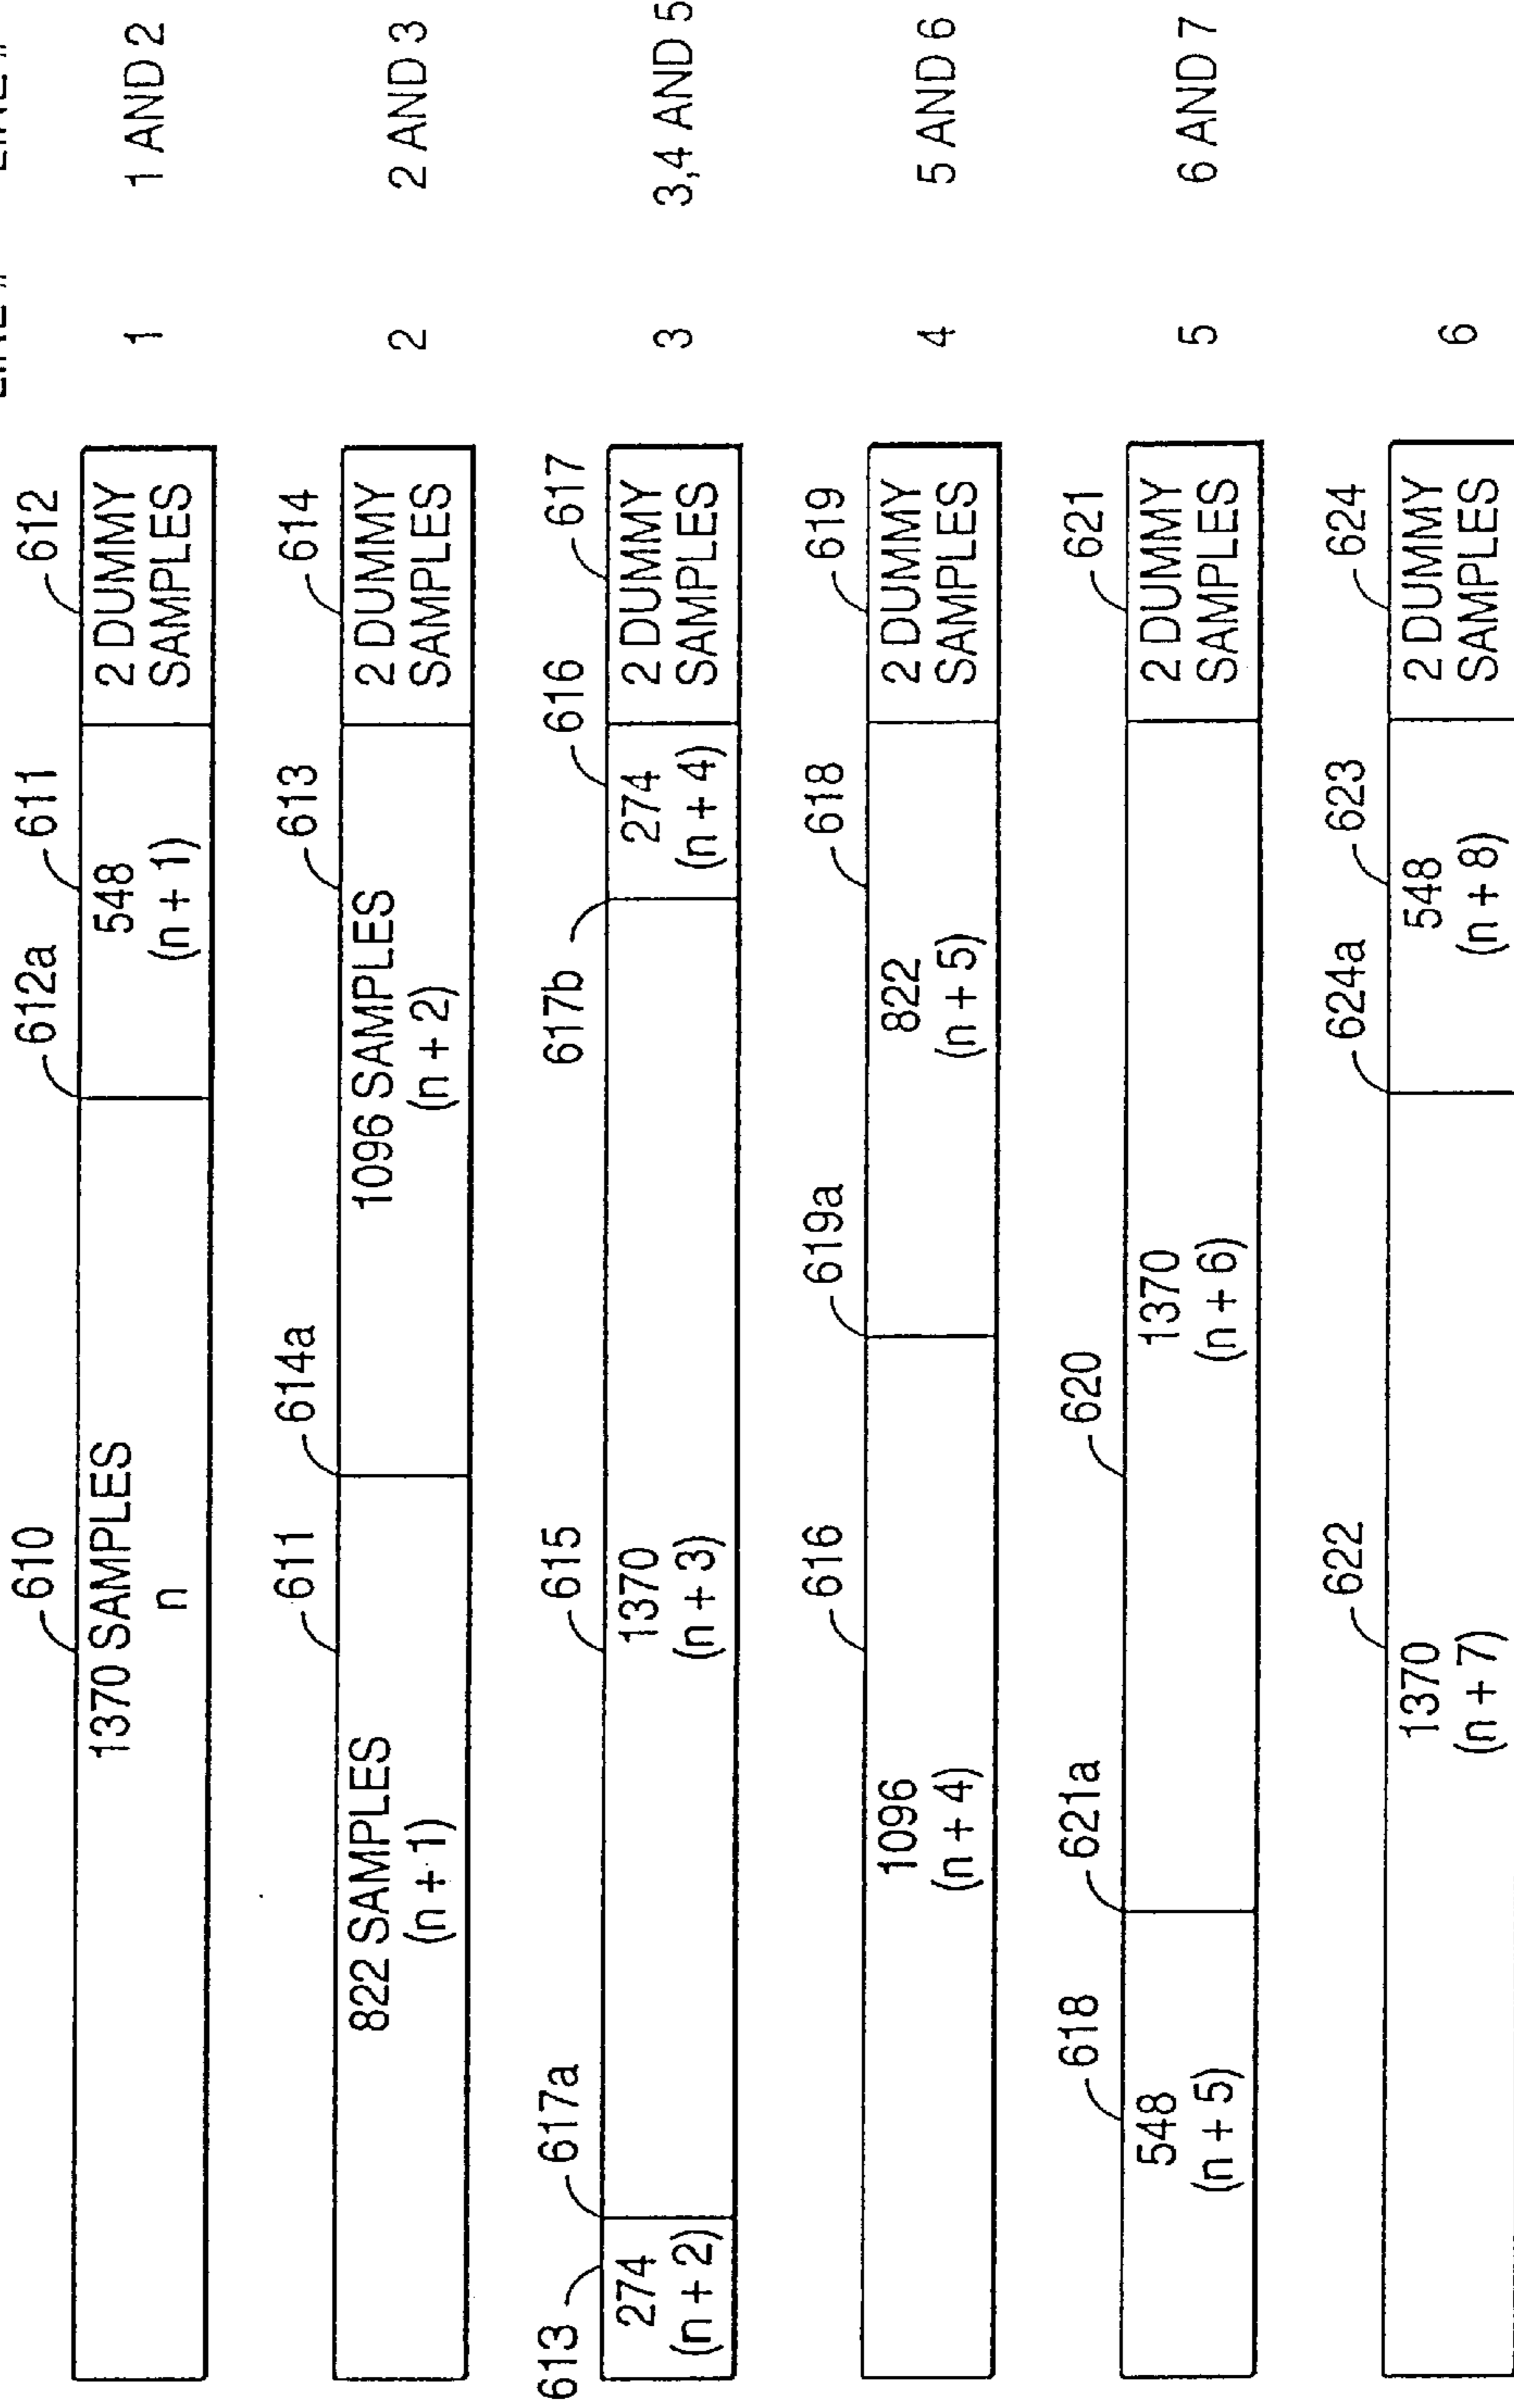 610
612a
611
612
1370 SAMPLES
n
548
(n + 1)
2 DUMMY
SAMPLES
1
1 AND 2
611
614a
613
614
822 SAMPLES
(n + 1)
1096 SAMPLES
(n + 2)
2 DUMMY
SAMPLES
2
2 AND 3
613
617a
615
617b
616
617
274
(n + 2)
1370
(n + 3)
274
(n + 4)
2 DUMMY
SAMPLES
3
3,4 AND 5
616
619a
618
619
1096
(n + 4)
822
(n + 5)
2 DUMMY
SAMPLES
4
5 AND 6
618
621a
620
621
548
(n + 5)
1370
(n + 6)
2 DUMMY
SAMPLES
5
6 AND 7
622
624a
623
624
1370
(n + 7)
548
(n + 8)
2 DUMMY
SAMPLES
6